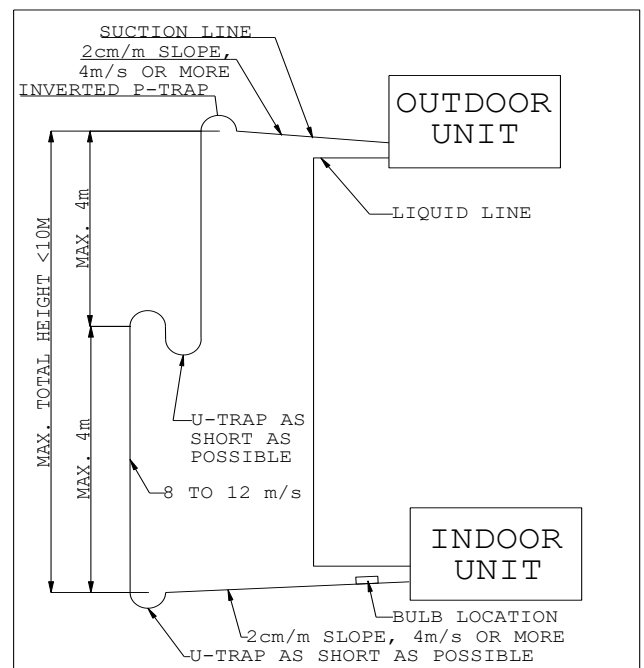 SUCTION LINE
2cm/m SLOPE,
4m/s OR MORE
INVERTED P-TRAP
OUTDOOR
UNIT
LIQUID LINE
MAX. 4m
MAX. TOTAL HEIGHT <10M
MAX. 4m
U-TRAP AS
SHORT AS
POSSIBLE
8 TO 12 m/s
INDOOR
UNIT
BULB LOCATION
2cm/m SLOPE, 4m/s OR MORE
U-TRAP AS SHORT AS POSSIBLE